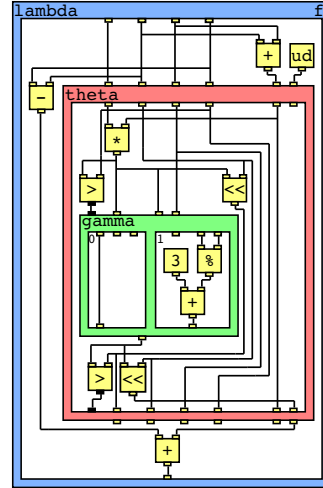 lambda f
+ ud
-
theta
*
> <<
gamma
0 1
3 %
+
> <<
+